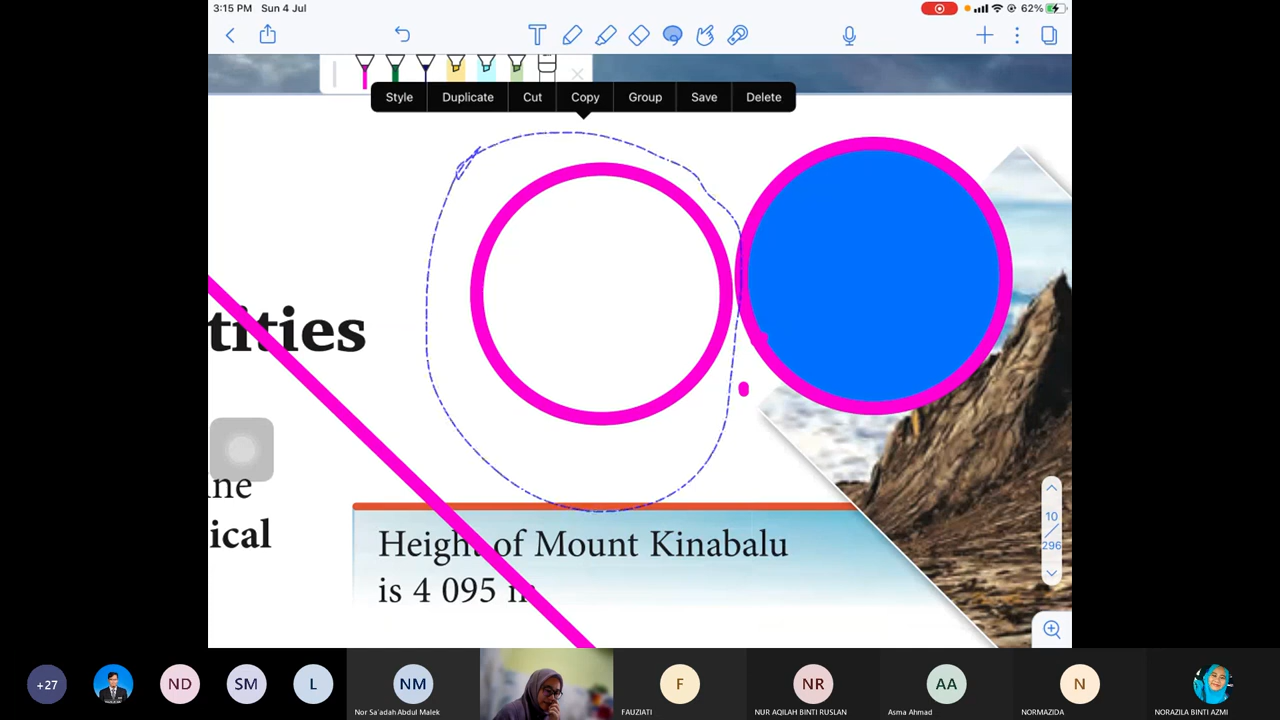 3:15 PM Sun 4 Jul
62%
Style Duplicate Cut Copy Group Save Delete
tities
ine
ical
10
296
Height of Mount Kinabalu
is 4 095 m
+27
ND
SM
L
NM
F
NR
AA
N
Nor Sa'adah Abdul Malek
FAUZIATI
NUR AQILAH BINTI RUSLAN
Asma Ahmad
NORMAZIDA
NORAZILA BINTI AZMI